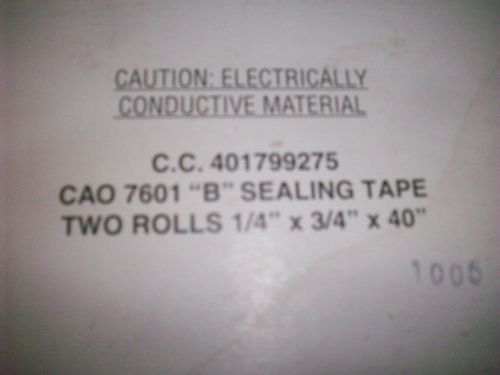 CAUTION: ELECTRICALLY
CONDUCTIVE MATERIAL
C.C. 401799275
CAO 7601 "B" SEALING TAPE
TWO ROLLS 1/4" x 3/4" x 40"
1005